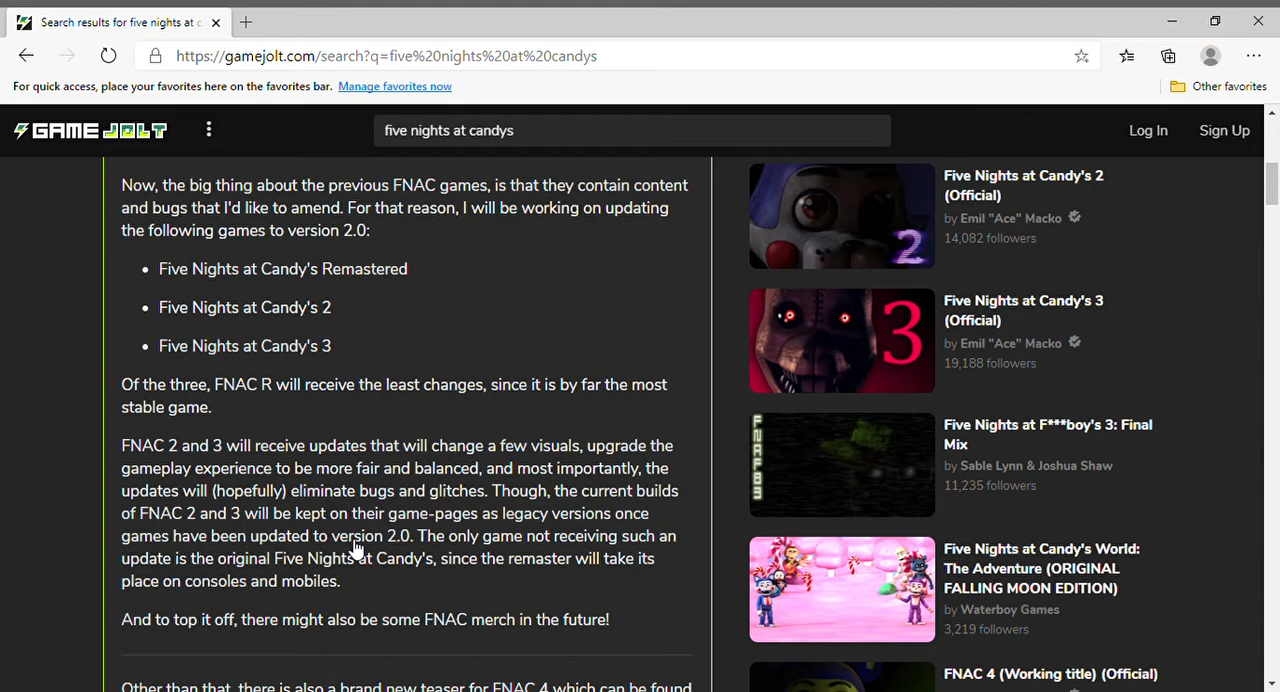 Search results for five nights at c
https://gamejolt.com/search?q=five%20nights%20at%20candys
For quick access, place your favorites here on the favorites bar. Manage favorites now
Other favorites
GAME JOLT
five nights at candys
Log In
Sign Up
Now, the big thing about the previous FNAC games, is that they contain content
and bugs that I'd like to amend. For that reason, I will be working on updating
the following games to version 2.0:
• Five Nights at Candy's Remastered
• Five Nights at Candy's 2
• Five Nights at Candy's 3
Of the three, FNAC R will receive the least changes, since it is by far the most
stable game.
FNAC 2 and 3 will receive updates that will change a few visuals, upgrade the
gameplay experience to be more fair and balanced, and most importantly, the
updates will (hopefully) eliminate bugs and glitches. Though, the current builds
of FNAC 2 and 3 will be kept on their game-pages as legacy versions once
games have been updated to version 2.0. The only game not receiving such an
update is the original Five Nights at Candy's, since the remaster will take its
place on consoles and mobiles.
And to top it off, there might also be some FNAC merch in the future!
Other than that, there is also a brand new teaser for FNAC 4 which can be found
2
Five Nights at Candy's 2
(Official)
by Emil "Ace" Macko
14,082 followers
3
Five Nights at Candy's 3
(Official)
by Emil "Ace" Macko
19,188 followers
FNAFB3
Five Nights at F***boy's 3: Final
Mix
by Sable Lynn & Joshua Shaw
11,235 followers
Five Nights at Candy's World:
The Adventure (ORIGINAL
FALLING MOON EDITION)
by Waterboy Games
3,219 followers
FNAC 4 (Working title) (Official)